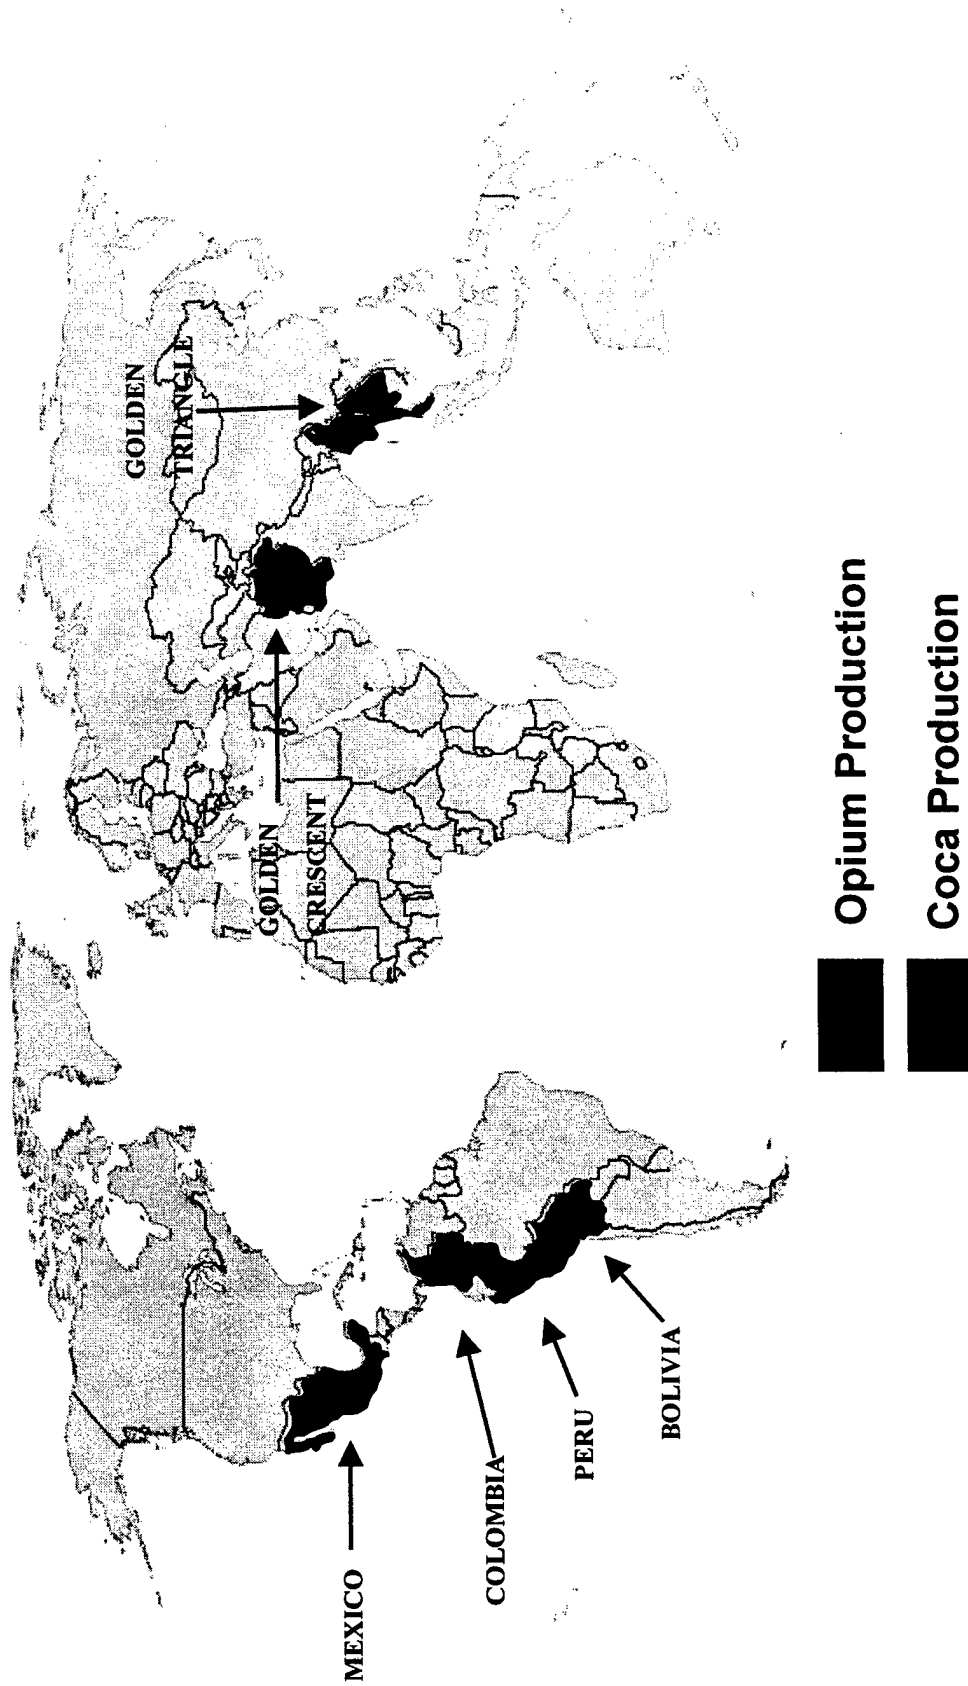 GOLDEN
TRIANGLE
GOLDEN
CRESCENT
MEXICO
COLOMBIA
PERU
BOLIVIA
Opium Production
Coca Production